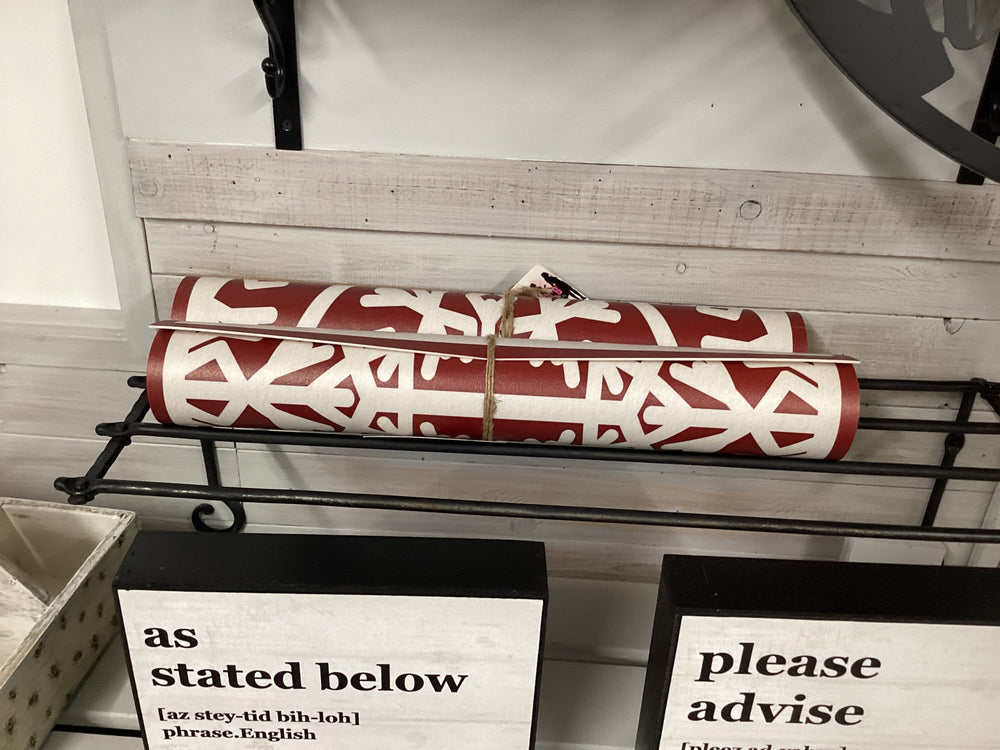 as
stated below
[az stey-tid bih-loh]
phrase.English
please
advise